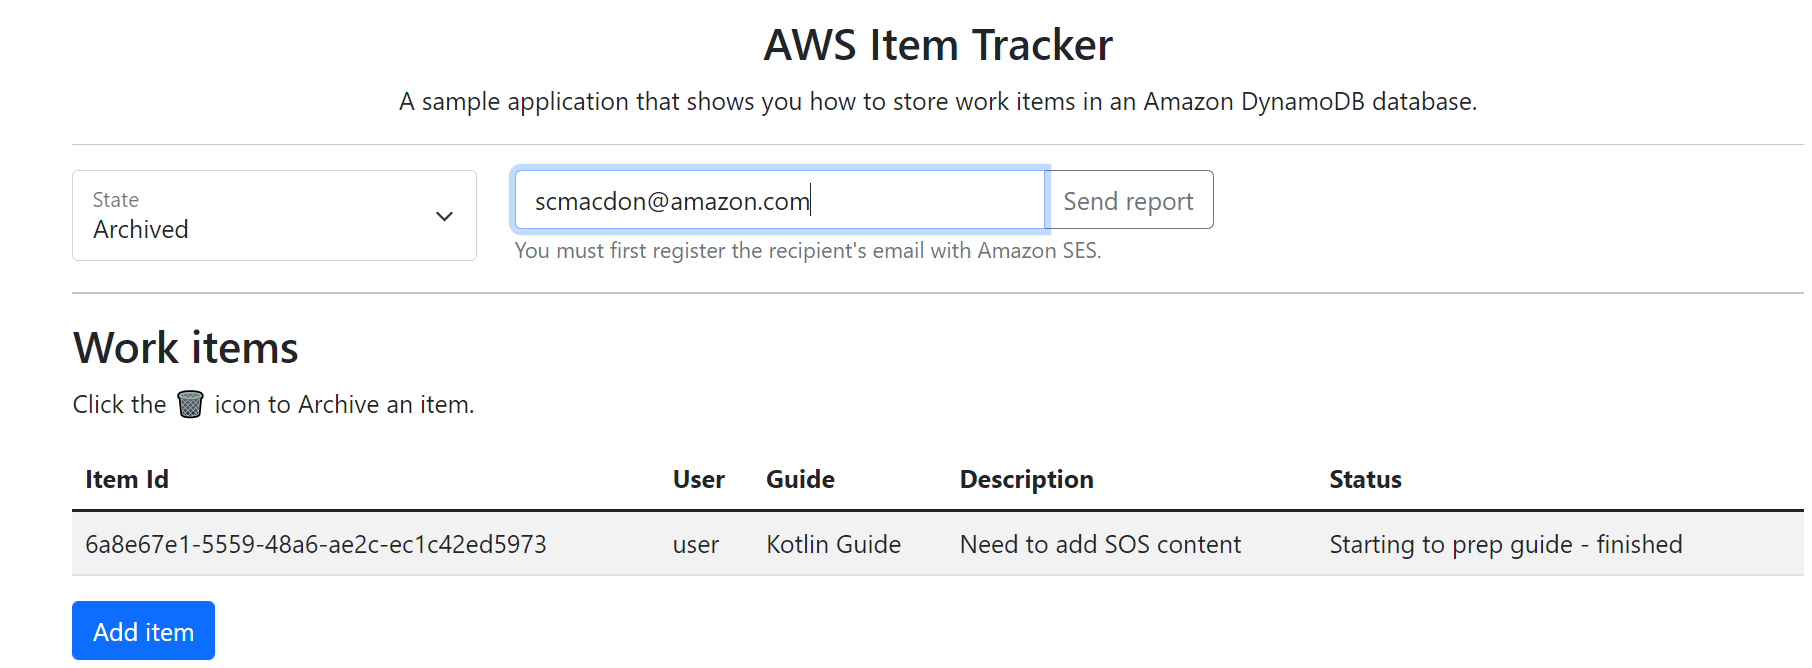 AWS Item Tracker
A sample application that shows you how to store work items in an Amazon DynamoDB database.
State
Archived
scmacdon@amazon.com
Send report
You must first register the recipient's email with Amazon SES.
Work items
Click the 🗑 icon to Archive an item.
Item Id User Guide Description Status
6a8e67e1-5559-48a6-ae2c-ec1c42ed5973 user Kotlin Guide Need to add SOS content Starting to prep guide - finished
Add item